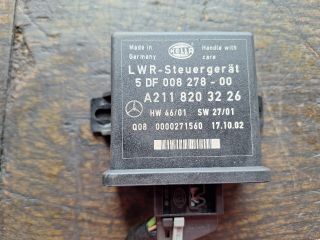 Made in
Germany
HELLA
Handle with
care
LWR-Steuergerät
5 DF 008 278 - 00
A211 820 32 26
HW 46/01 SW 27/01
Q08 0000271560 17.10.02